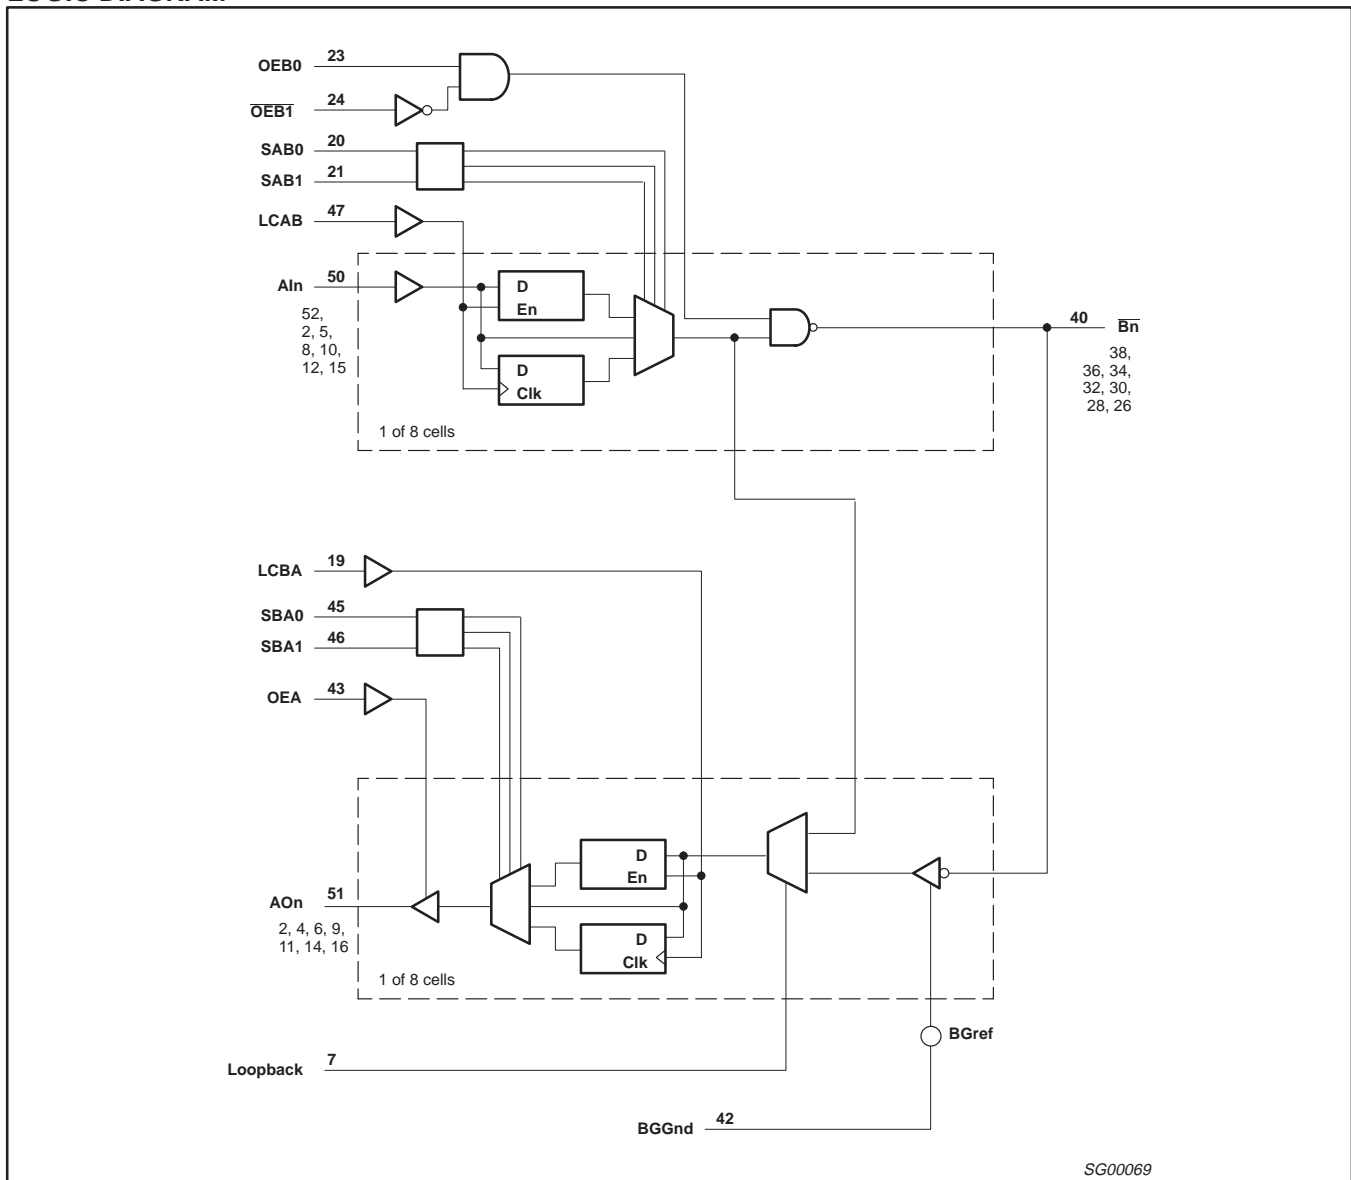 OEB0 23
OEB1 24
SAB0 20
SAB1 21
LCAB 47
AIn 50
52,
2, 5,
8, 10,
12, 15
D
En
D
Clk
1 of 8 cells
40 Bn
38,
36, 34,
32, 30,
28, 26
LCBA 19
SBA0 45
SBA1 46
OEA 43
D
En
D
Clk
AOn 51
2, 4, 6, 9,
11, 14, 16
1 of 8 cells
BGref
Loopback 7
BGGnd 42
SG00069